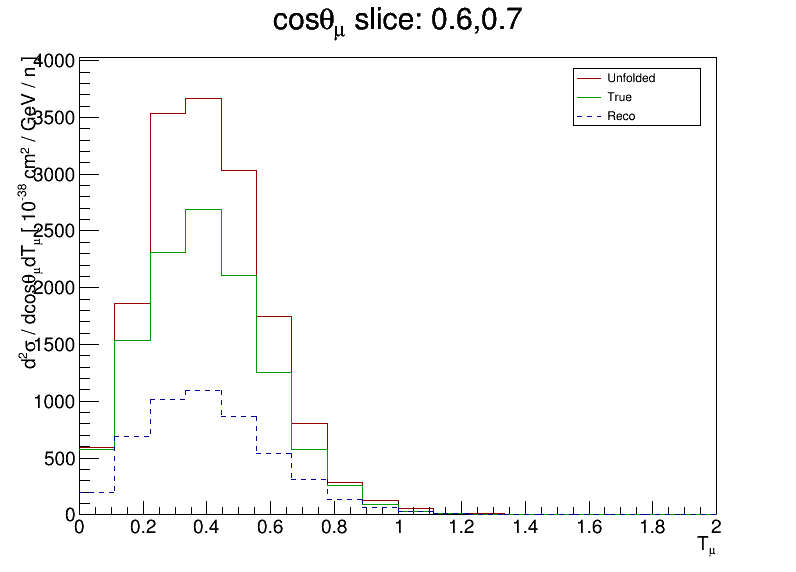 cosθμ slice: 0.6,0.7
d²σ / dcosθμdTμ [ 10⁻³⁸ cm² / GeV / n ]
4000
3500
3000
2500
2000
1500
1000
500
0
Unfolded
True
Reco
0 0.2 0.4 0.6 0.8 1 1.2 1.4 1.6 1.8 2
Tμ